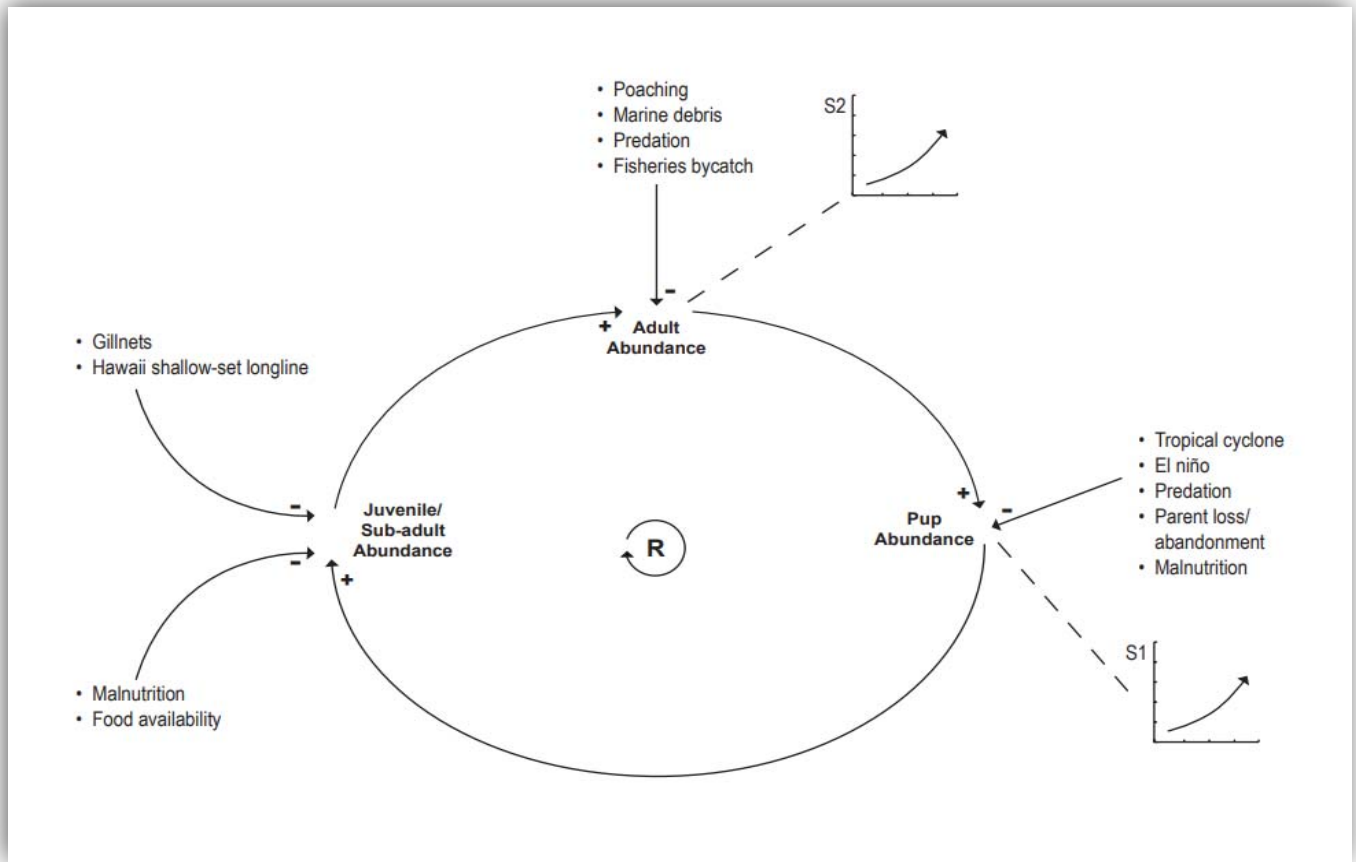 • Poaching
• Marine debris
• Predation
• Fisheries bycatch
S2
-
+
Adult
Abundance
• Gillnets
• Hawaii shallow-set longline
-
Juvenile/
Sub-adult
Abundance
-
+
R
+
-
Pup
Abundance
• Tropical cyclone
• El niño
• Predation
• Parent loss/
abandonment
• Malnutrition
S1
• Malnutrition
• Food availability